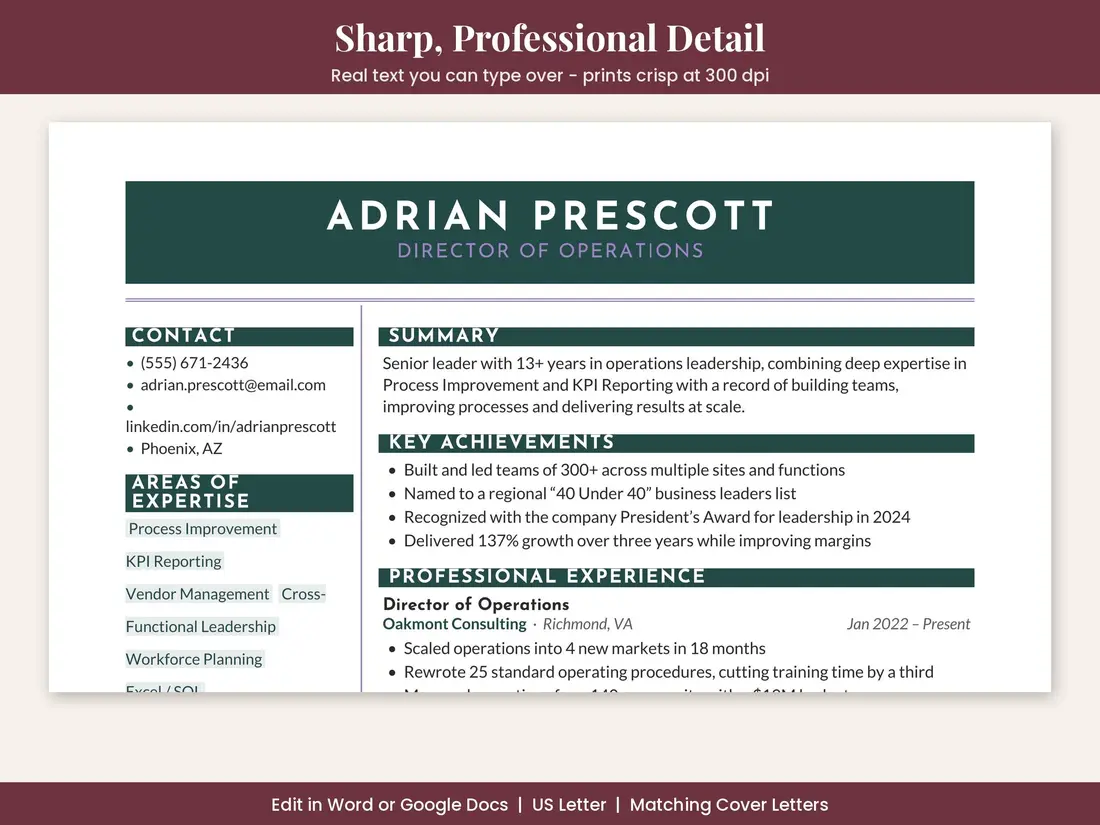 Sharp, Professional Detail
Real text you can type over - prints crisp at 300 dpi
ADRIAN PRESCOTT
DIRECTOR OF OPERATIONS
CONTACT
• (555) 671-2436
• adrian.prescott@email.com
•
linkedin.com/in/adrianprescott
• Phoenix, AZ
AREAS OF
EXPERTISE
Process Improvement
KPI Reporting
Vendor Management Cross-
Functional Leadership
Workforce Planning
Excel / SQL
SUMMARY
Senior leader with 13+ years in operations leadership, combining deep expertise in
Process Improvement and KPI Reporting with a record of building teams,
improving processes and delivering results at scale.
KEY ACHIEVEMENTS
• Built and led teams of 300+ across multiple sites and functions
• Named to a regional “40 Under 40” business leaders list
• Recognized with the company President’s Award for leadership in 2024
• Delivered 137% growth over three years while improving margins
PROFESSIONAL EXPERIENCE
Director of Operations
Oakmont Consulting · Richmond, VA Jan 2022 – Present
• Scaled operations into 4 new markets in 18 months
• Rewrote 25 standard operating procedures, cutting training time by a third
Edit in Word or Google Docs | US Letter | Matching Cover Letters